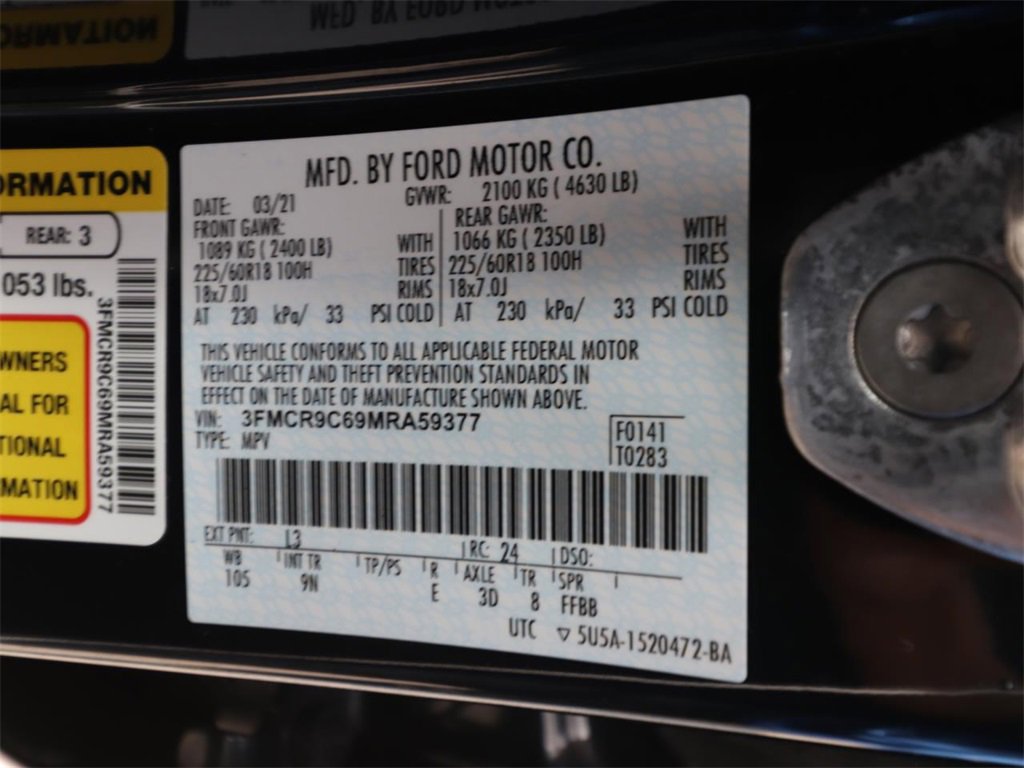 MFD. BY FORD MOTOR CO.
DATE: 03/21 GVWR: 2100 KG ( 4630 LB)
FRONT GAWR: REAR GAWR:
1089 KG ( 2400 LB) WITH 1066 KG ( 2350 LB) WITH
225/60R18 100H TIRES 225/60R18 100H TIRES
18x7.0J RIMS 18x7.0J RIMS
AT 230 kPa/ 33 PSI COLD AT 230 kPa/ 33 PSI COLD
THIS VEHICLE CONFORMS TO ALL APPLICABLE FEDERAL MOTOR
VEHICLE SAFETY AND THEFT PREVENTION STANDARDS IN
EFFECT ON THE DATE OF MANUFACTURE SHOWN ABOVE.
VIN: 3FMCR9C69MRA59377
TYPE: MPV
F0141
T0283
EXT PNT: L3 RC: 24 DSO:
WB INT TR TP/PS R AXLE TR SPR
105 9N E 3D 8 FFBB
UTC ▽ 5U5A-1520472-BA
ORMATION
REAR: 3
053 lbs.
WNERS
AL FOR
TIONAL
MATION
3FMCR9C69MRA59377
ORMATION
MFD. BY FORD MOTOR